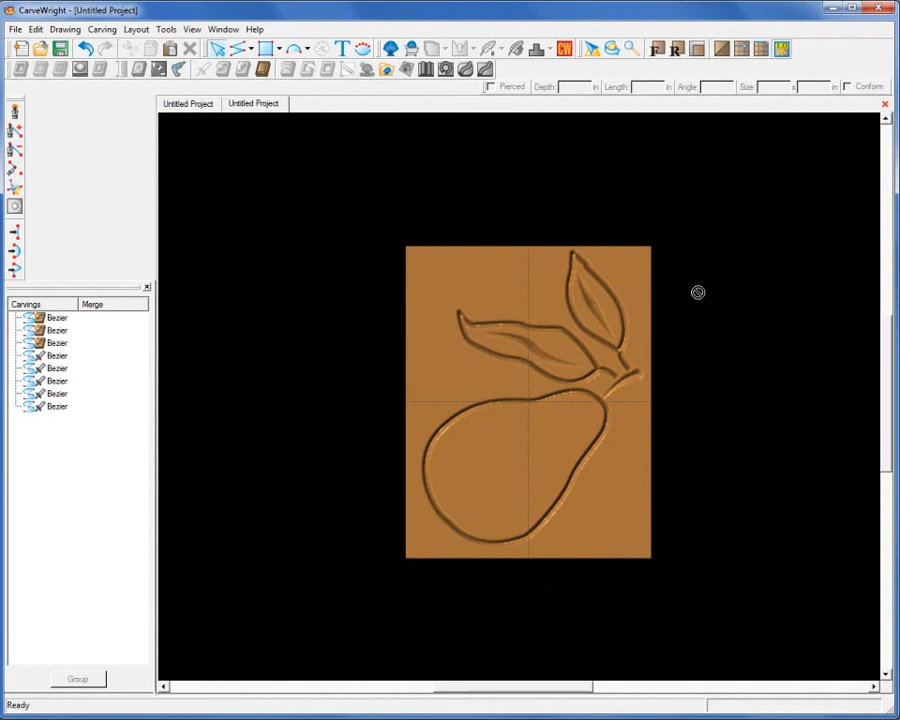 CarveWright - [Untitled Project]
File Edit Drawing Carving Layout Tools View Window Help
T CW
F R
Pierced Depth: in Length: in Angle: Size: x in Conform
Untitled Project Untitled Project
Carvings Merge
Bezier
Bezier
Bezier
Bezier
Bezier
Bezier
Bezier
Bezier
Group
Ready